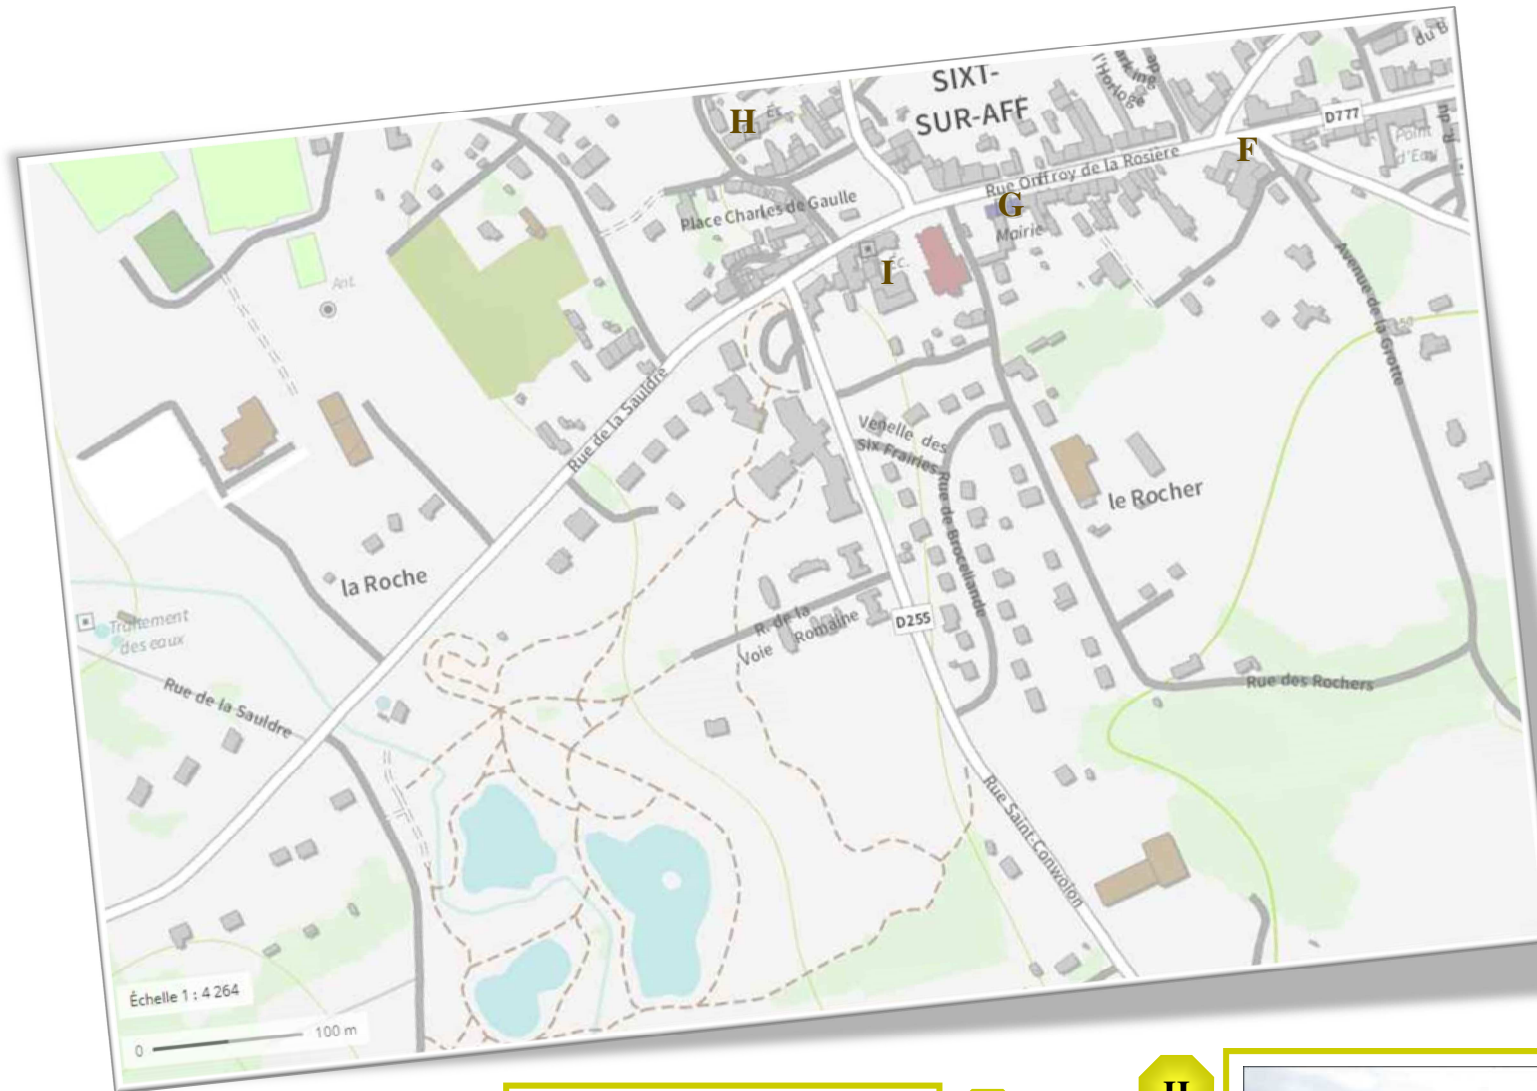 SIXT-
SUR-AFF
du B
l'Horloge
D777
H
Es
F
Point
d'Eau
Rue Onffroy de la Rosière
G
Place Charles de Gaulle
Mairie
I
Ec.
Avenue de la Grotte
Ant.
Rue de la Sauldre
Venelle des
Six Frairies
Rue de Brocéliande
le Rocher
la Roche
Traitement
des eaux
R. de la
Voie Romaine
D255
Rue de la Sauldre
Rue des Rochers
Rue Saint-Conwoïon
Échelle 1 : 4 264
0 100 m
H